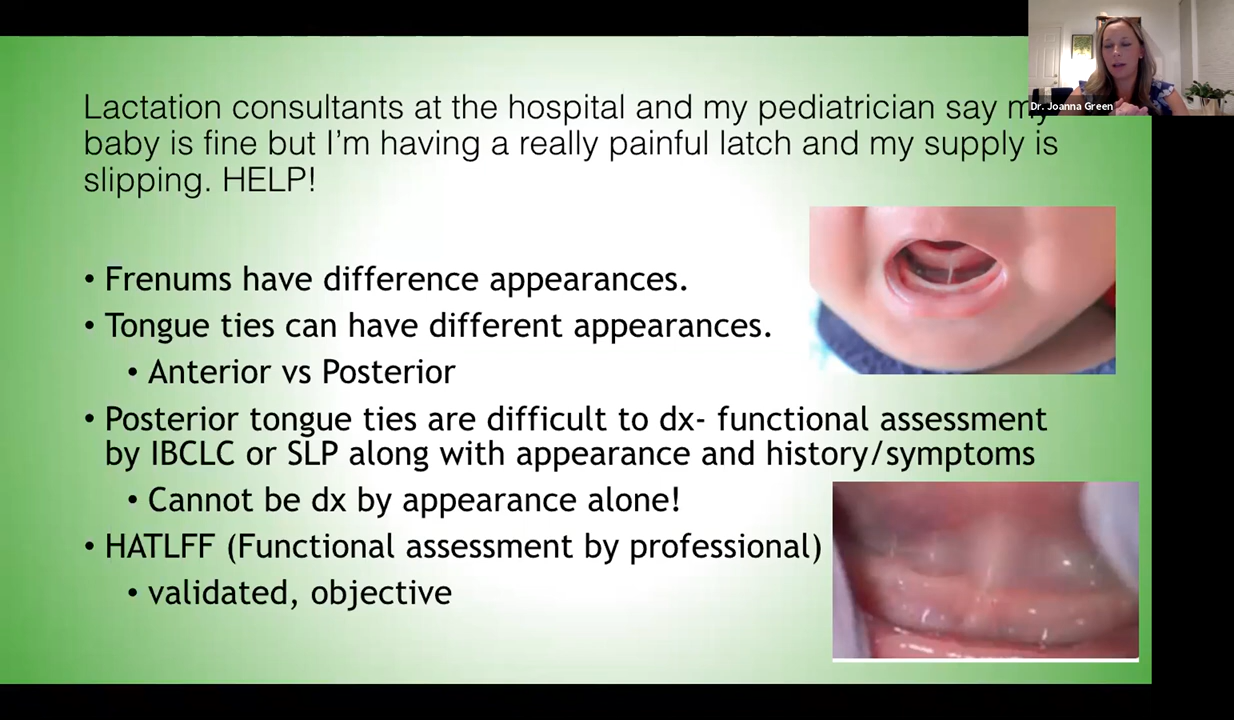 Lactation consultants at the hospital and my pediatrician say my
baby is fine but I'm having a really painful latch and my supply is
slipping. HELP!
Dr. Joanna Green
• Frenums have difference appearances.
• Tongue ties can have different appearances.
• Anterior vs Posterior
• Posterior tongue ties are difficult to dx- functional assessment
by IBCLC or SLP along with appearance and history/symptoms
• Cannot be dx by appearance alone!
• HATLFF (Functional assessment by professional)
• validated, objective